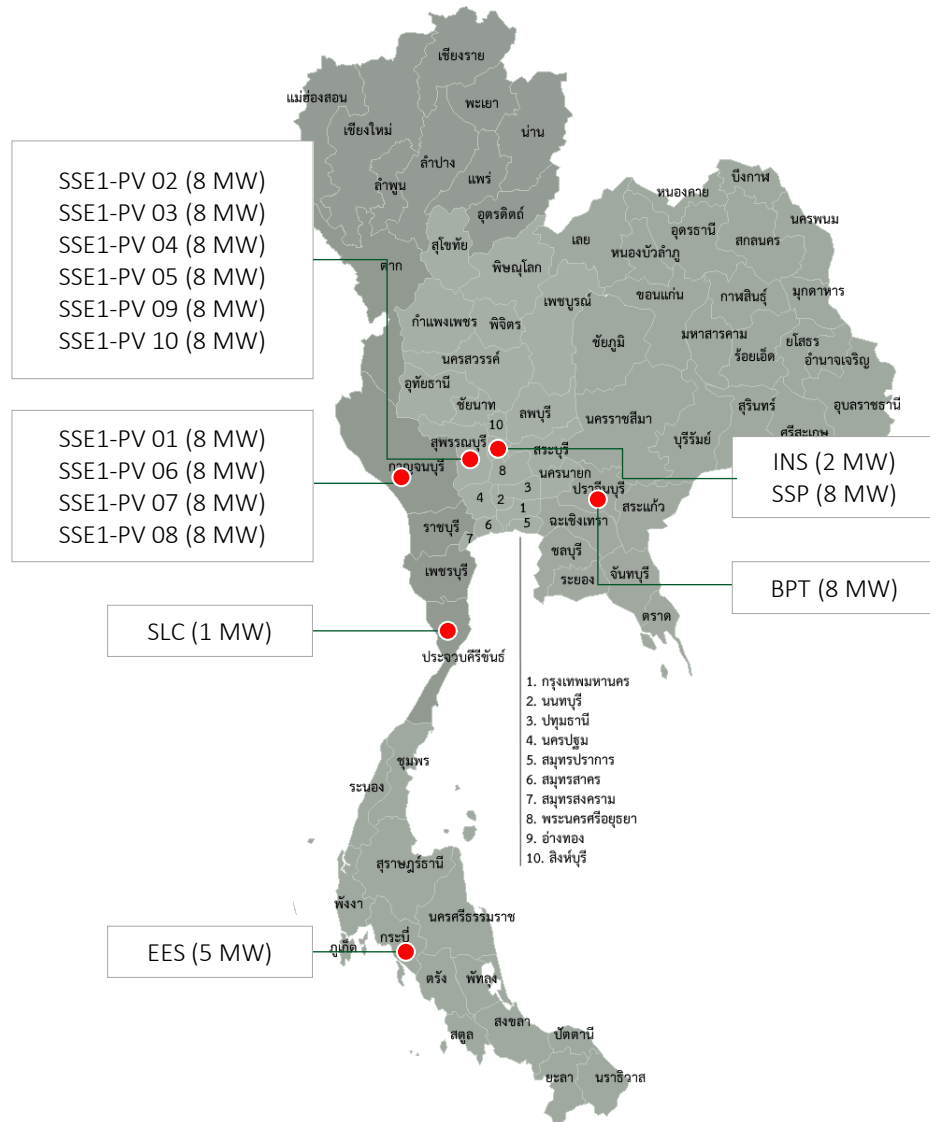 เชียงราย
แม่ฮ่องสอน
พะเยา
เชียงใหม่
น่าน
ลำปาง
แพร่
ลำพูน
อุตรดิตถ์
สุโขทัย
ตาก
พิษณุโลก
กำแพงเพชร
พิจิตร
เพชรบูรณ์
นครสวรรค์
อุทัยธานี
ชัยนาท
ลพบุรี
10
สุพรรณบุรี
สระบุรี
กาญจนบุรี
8
นครนายก
3
4
2
1
ปราจีนบุรี
สระแก้ว
ราชบุรี
6
5
7
ฉะเชิงเทรา
ชลบุรี
เพชรบุรี
ระยอง
จันทบุรี
ตราด
ประจวบคีรีขันธ์
บึงกาฬ
หนองคาย
นครพนม
อุดรธานี
เลย
สกลนคร
หนองบัวลำภู
ขอนแก่น
กาฬสินธุ์
มุกดาหาร
ชัยภูมิ
มหาสารคาม
ร้อยเอ็ด
ยโสธร
อำนาจเจริญ
นครราชสีมา
สุรินทร์
อุบลราชธานี
บุรีรัมย์
ศรีสะเกษ
SSE1-PV 02 (8 MW)
SSE1-PV 03 (8 MW)
SSE1-PV 04 (8 MW)
SSE1-PV 05 (8 MW)
SSE1-PV 09 (8 MW)
SSE1-PV 10 (8 MW)
SSE1-PV 01 (8 MW)
SSE1-PV 06 (8 MW)
SSE1-PV 07 (8 MW)
SSE1-PV 08 (8 MW)
INS (2 MW)
SSP (8 MW)
BPT (8 MW)
SLC (1 MW)
1. กรุงเทพมหานคร
2. นนทบุรี
3. ปทุมธานี
4. นครปฐม
5. สมุทรปราการ
6. สมุทรสาคร
7. สมุทรสงคราม
8. พระนครศรีอยุธยา
9. อ่างทอง
10. สิงห์บุรี
ชุมพร
ระนอง
สุราษฎร์ธานี
พังงา
นครศรีธรรมราช
กระบี่
ภูเก็ต
EES (5 MW)
ตรัง
พัทลุง
สงขลา
สตูล
ปัตตานี
ยะลา
นราธิวาส